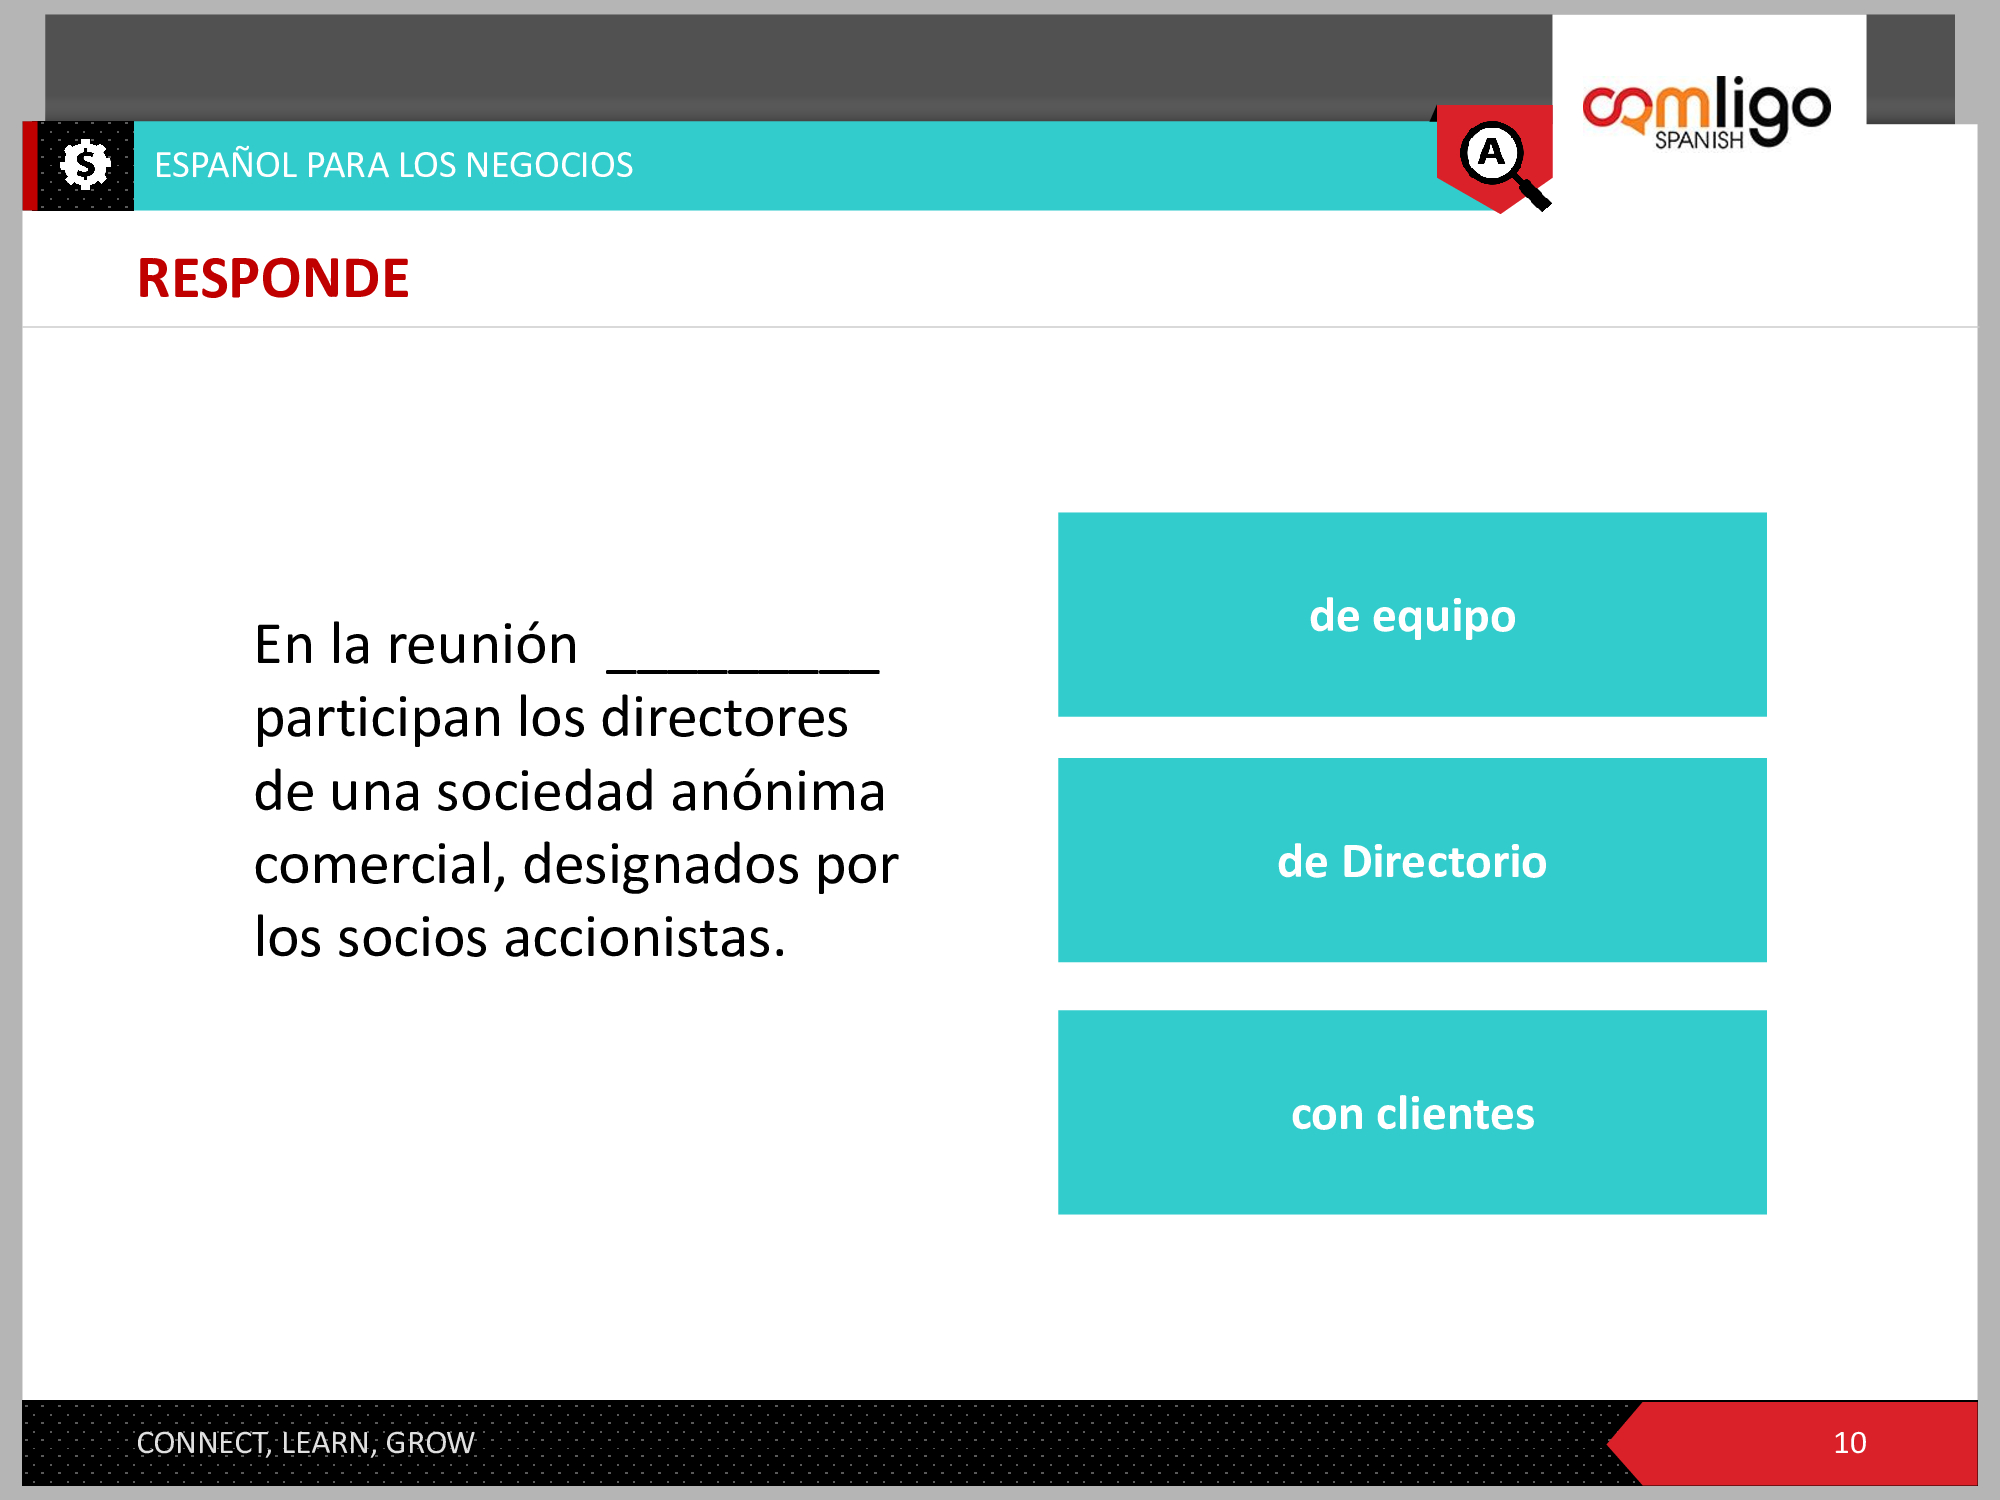 comligo
SPANISH
$
ESPAÑOL PARA LOS NEGOCIOS
A
RESPONDE
En la reunión _________
participan los directores
de una sociedad anónima
comercial, designados por
los socios accionistas.
de equipo
de Directorio
con clientes
CONNECT, LEARN, GROW
10